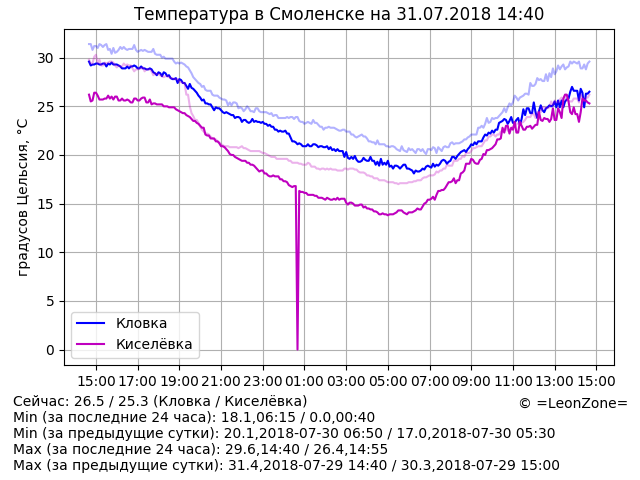 Температура в Смоленске на 31.07.2018 14:40
градусов Цельсия, °C
30
25
20
15
10
5
0
Кловка
Киселёвка
15:00 17:00 19:00 21:00 23:00 01:00 03:00 05:00 07:00 09:00 11:00 13:00 15:00
Сейчас: 26.5 / 25.3 (Кловка / Киселёвка)
© =LeonZone=
Min (за последние 24 часа): 18.1,06:15 / 0.0,00:40
Min (за предыдущие сутки): 20.1,2018-07-30 06:50 / 17.0,2018-07-30 05:30
Max (за последние 24 часа): 29.6,14:40 / 26.4,14:55
Max (за предыдущие сутки): 31.4,2018-07-29 14:40 / 30.3,2018-07-29 15:00